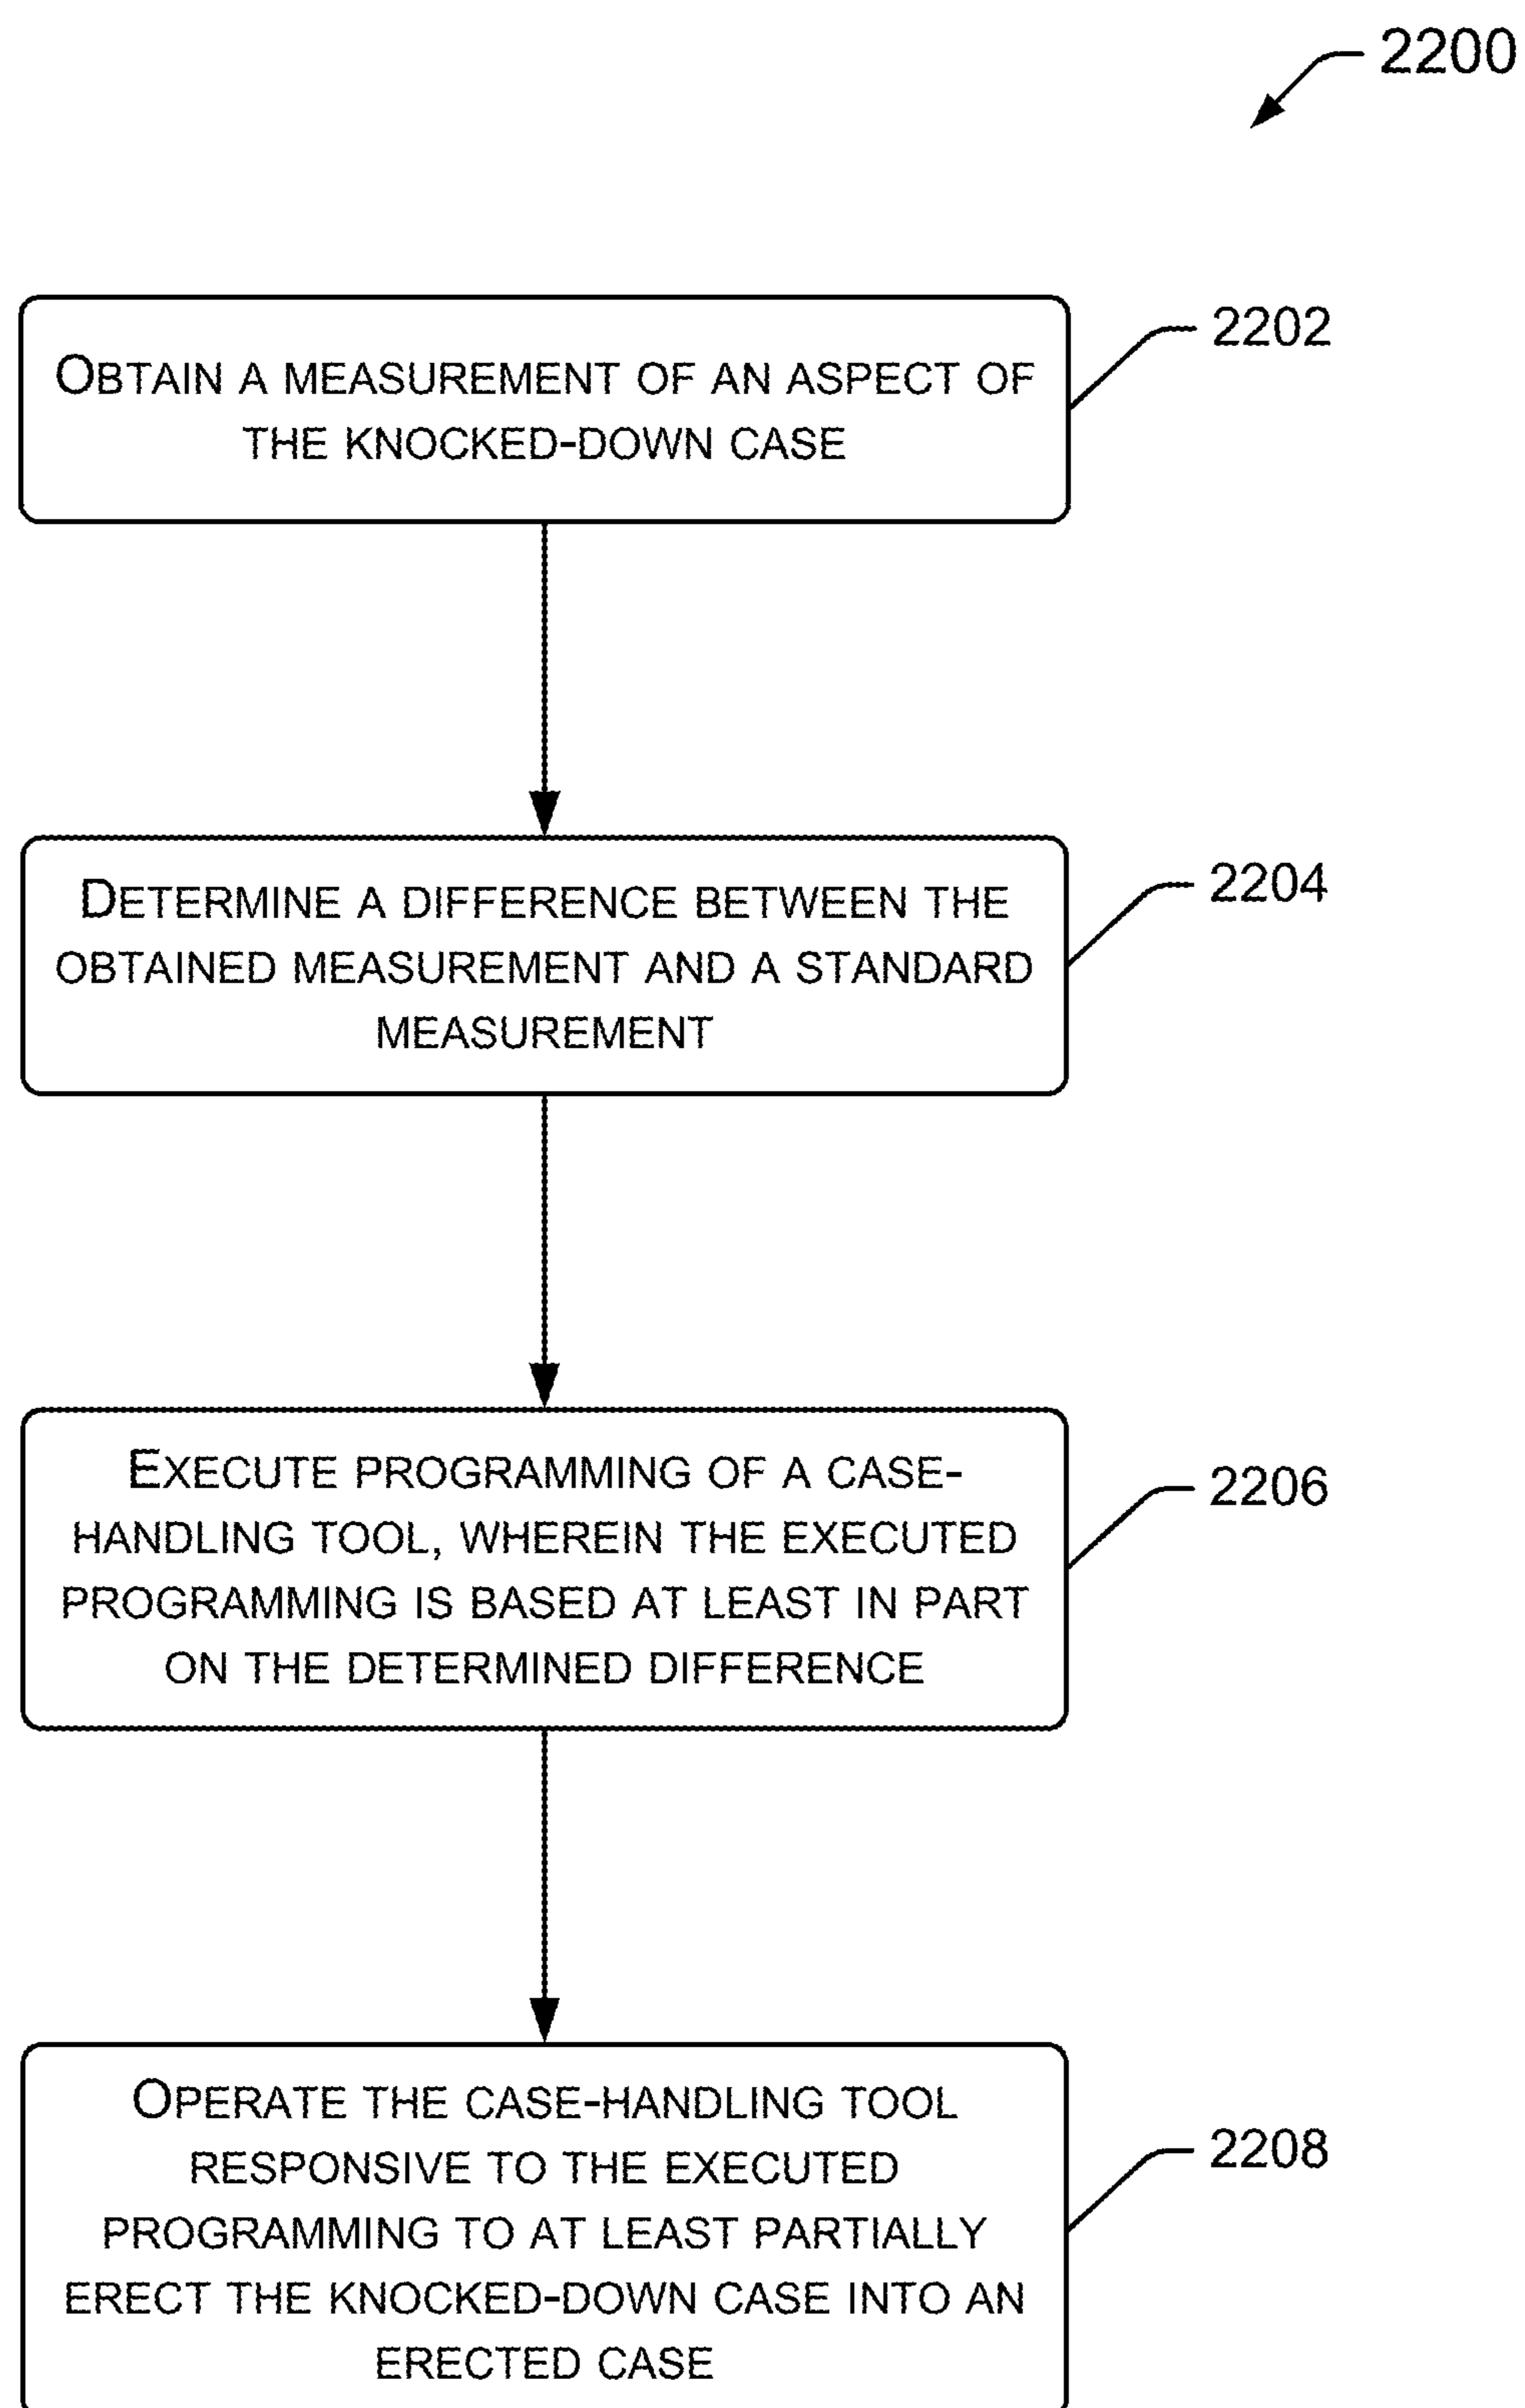 2200
OBTAIN A MEASUREMENT OF AN ASPECT OF
THE KNOCKED-DOWN CASE
2202
DETERMINE A DIFFERENCE BETWEEN THE
OBTAINED MEASUREMENT AND A STANDARD
MEASUREMENT
2204
EXECUTE PROGRAMMING OF A CASE-
HANDLING TOOL, WHEREIN THE EXECUTED
PROGRAMMING IS BASED AT LEAST IN PART
ON THE DETERMINED DIFFERENCE
2206
OPERATE THE CASE-HANDLING TOOL
RESPONSIVE TO THE EXECUTED
PROGRAMMING TO AT LEAST PARTIALLY
ERECT THE KNOCKED-DOWN CASE INTO AN
ERECTED CASE
2208